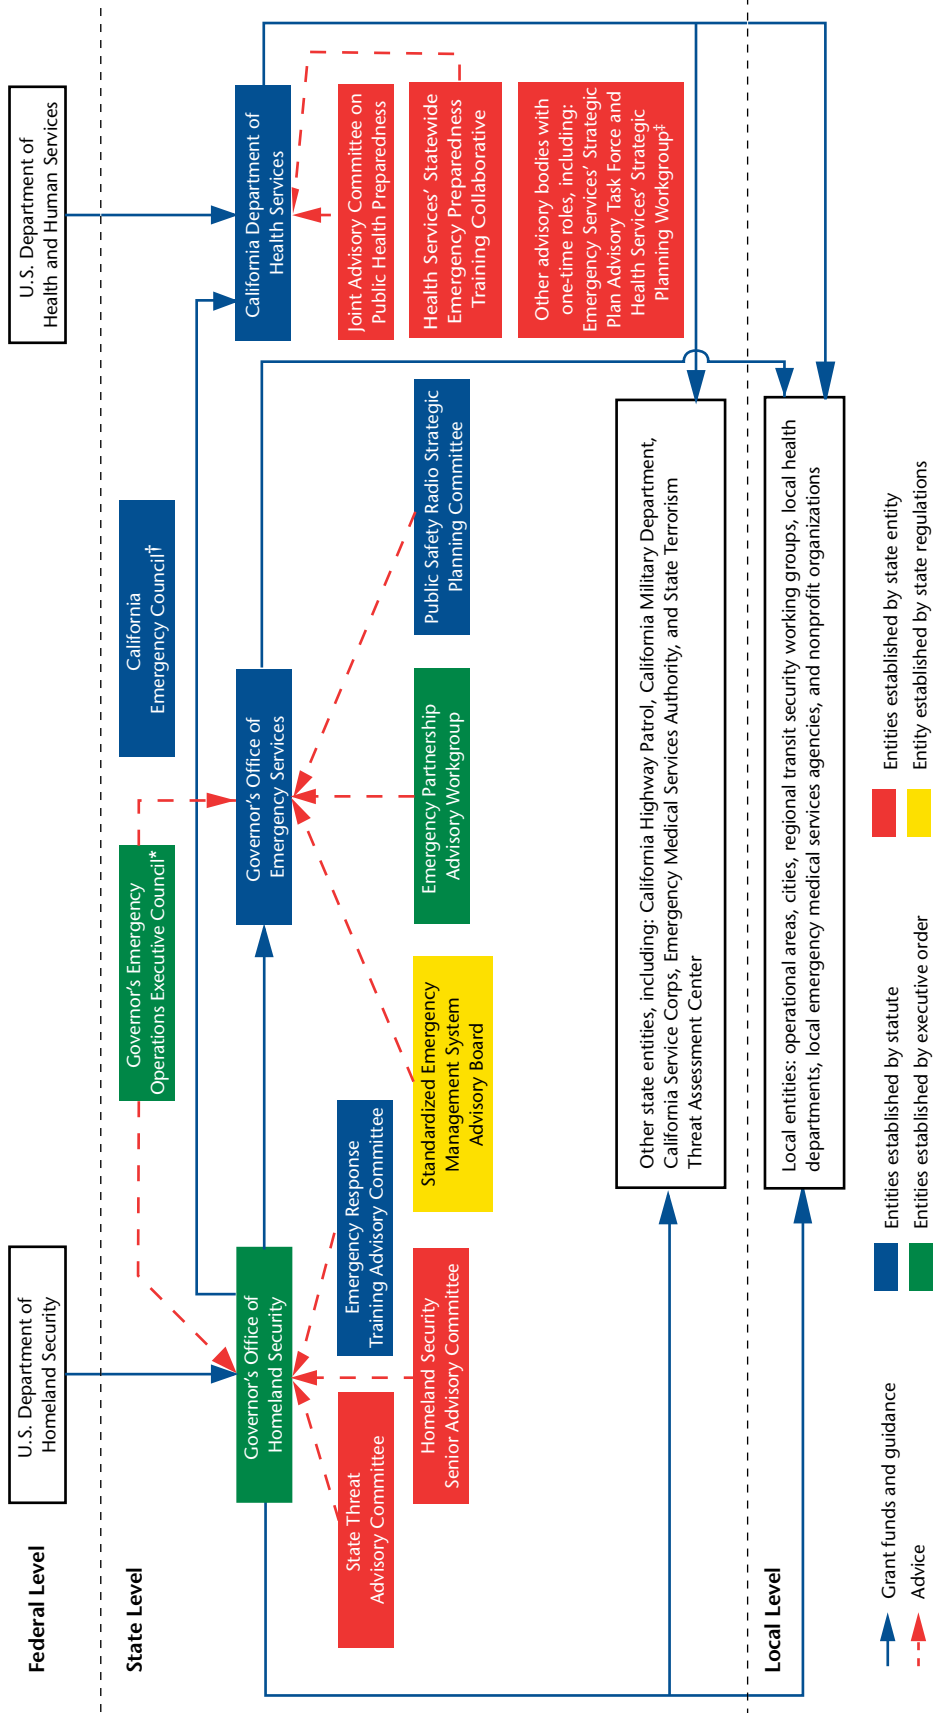 Federal Level
U.S. Department of
Homeland Security
U.S. Department of
Health and Human Services
State Level
Governor's Emergency
Operations Executive Council*
California
Emergency Council†
Governor's Office of
Homeland Security
Governor's Office of
Emergency Services
California Department of
Health Services
State Threat
Advisory Committee
Emergency Response
Training Advisory Committee
Homeland Security
Senior Advisory Committee
Standardized Emergency
Management System
Advisory Board
Emergency Partnership
Advisory Workgroup
Public Safety Radio Strategic
Planning Committee
Joint Advisory Committee on
Public Health Preparedness
Health Services' Statewide
Emergency Preparedness
Training Collaborative
Other advisory bodies with
one-time roles, including:
Emergency Services' Strategic
Plan Advisory Task Force and
Health Services' Strategic
Planning Workgroup‡
Other state entities, including: California Highway Patrol, California Military Department,
California Service Corps, Emergency Medical Services Authority, and State Terrorism
Threat Assessment Center
Local Level
Local entities: operational areas, cities, regional transit security working groups, local health
departments, local emergency medical services agencies, and nonprofit organizations
Grant funds and guidance
Advice
Entities established by statute
Entities established by executive order
Entities established by state entity
Entity established by state regulations